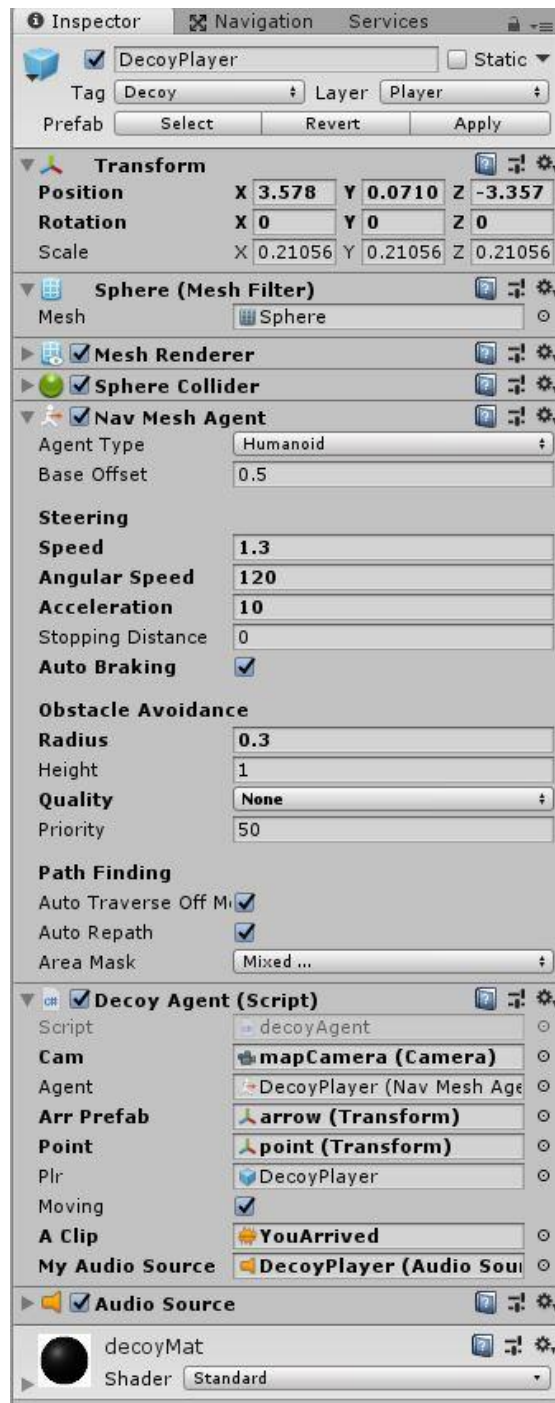 Inspector Navigation Services
DecoyPlayer Static
Tag Decoy Layer Player
Prefab Select Revert Apply
Transform
Position X 3.578 Y 0.0710 Z -3.357
Rotation X 0 Y 0 Z 0
Scale X 0.21056 Y 0.21056 Z 0.21056
Sphere (Mesh Filter)
Mesh Sphere
Mesh Renderer
Sphere Collider
Nav Mesh Agent
Agent Type Humanoid
Base Offset 0.5
Steering
Speed 1.3
Angular Speed 120
Acceleration 10
Stopping Distance 0
Auto Braking
Obstacle Avoidance
Radius 0.3
Height 1
Quality None
Priority 50
Path Finding
Auto Traverse Off M
Auto Repath
Area Mask Mixed ...
c# Decoy Agent (Script)
Script decoyAgent
Cam mapCamera (Camera)
Agent DecoyPlayer (Nav Mesh Age
Arr Prefab arrow (Transform)
Point point (Transform)
Plr DecoyPlayer
Moving
A Clip YouArrived
My Audio Source DecoyPlayer (Audio Sou
Audio Source
decoyMat
Shader Standard